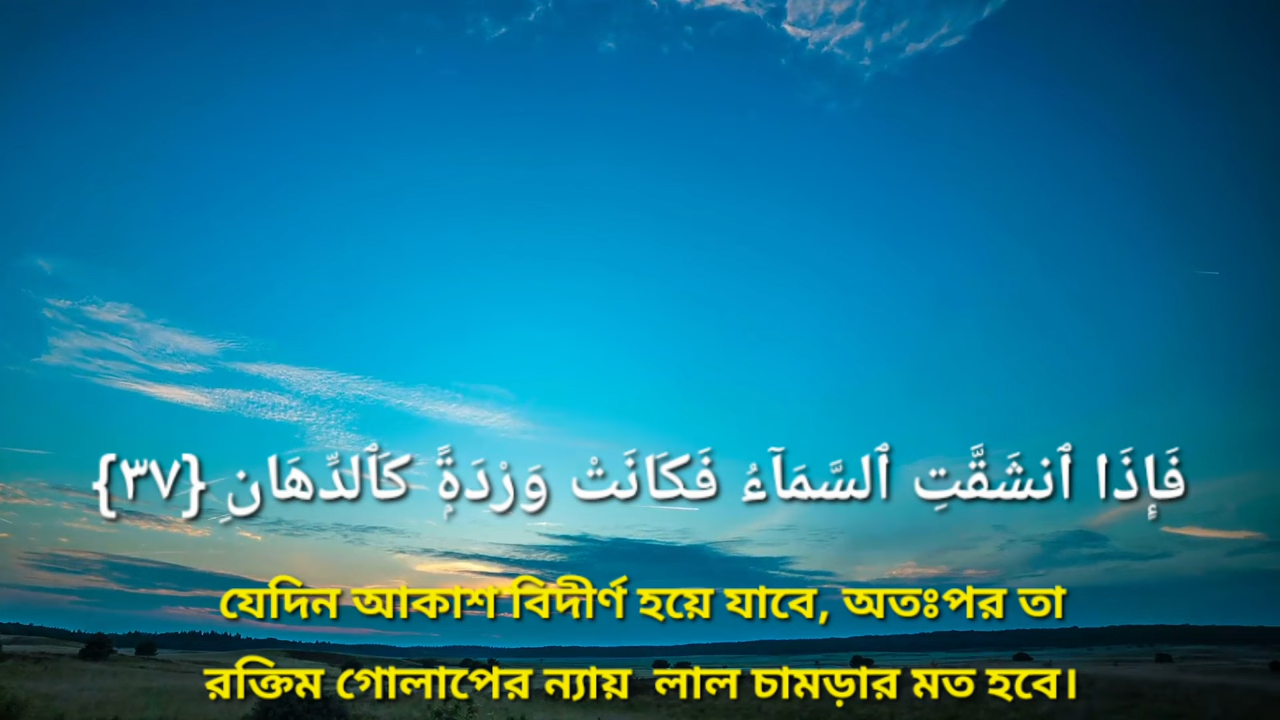 فَإِذَا ٱنشَقَّتِ ٱلسَّمَآءُ فَكَانَتْ وَرْدَةًۭ كَٱلدِّهَانِ {٣٧}
যেদিন আকাশ বিদীর্ণ হয়ে যাবে, অতঃপর তা
রক্তিম গোলাপের ন্যায়  লাল চামড়ার মত হবে।